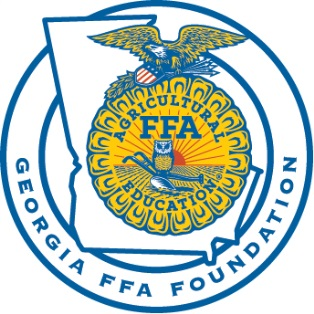 AGRICULTURAL
FFA
EDUCATION
GEORGIA FFA FOUNDATION